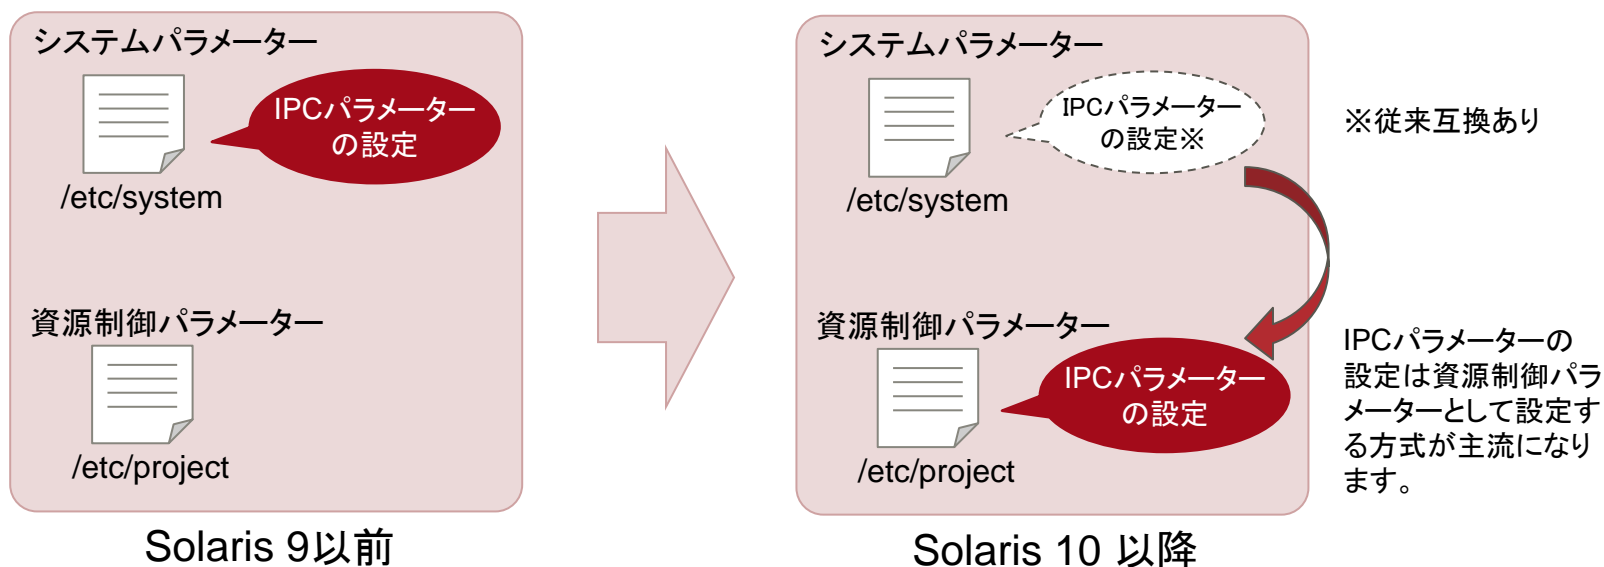 システムパラメーター
IPCパラメーター
の設定
/etc/system
資源制御パラメーター
/etc/project
Solaris 9以前
システムパラメーター
IPCパラメーター
の設定※
/etc/system
※従来互換あり
資源制御パラメーター
IPCパラメーター
の設定
/etc/project
IPCパラメーターの
設定は資源制御パラ
メーターとして設定す
る方式が主流になり
ます。
Solaris 10 以降